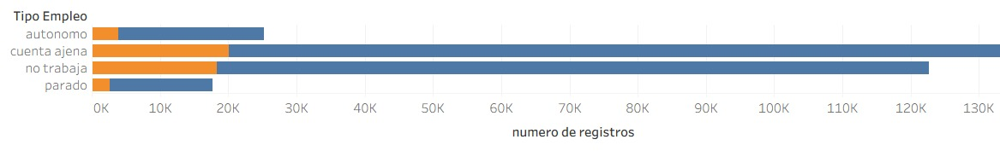 Tipo Empleo
autonomo
cuenta ajena
no trabaja
parado
0K 10K 20K 30K 40K 50K 60K 70K 80K 90K 100K 110K 120K 130K
numero de registros